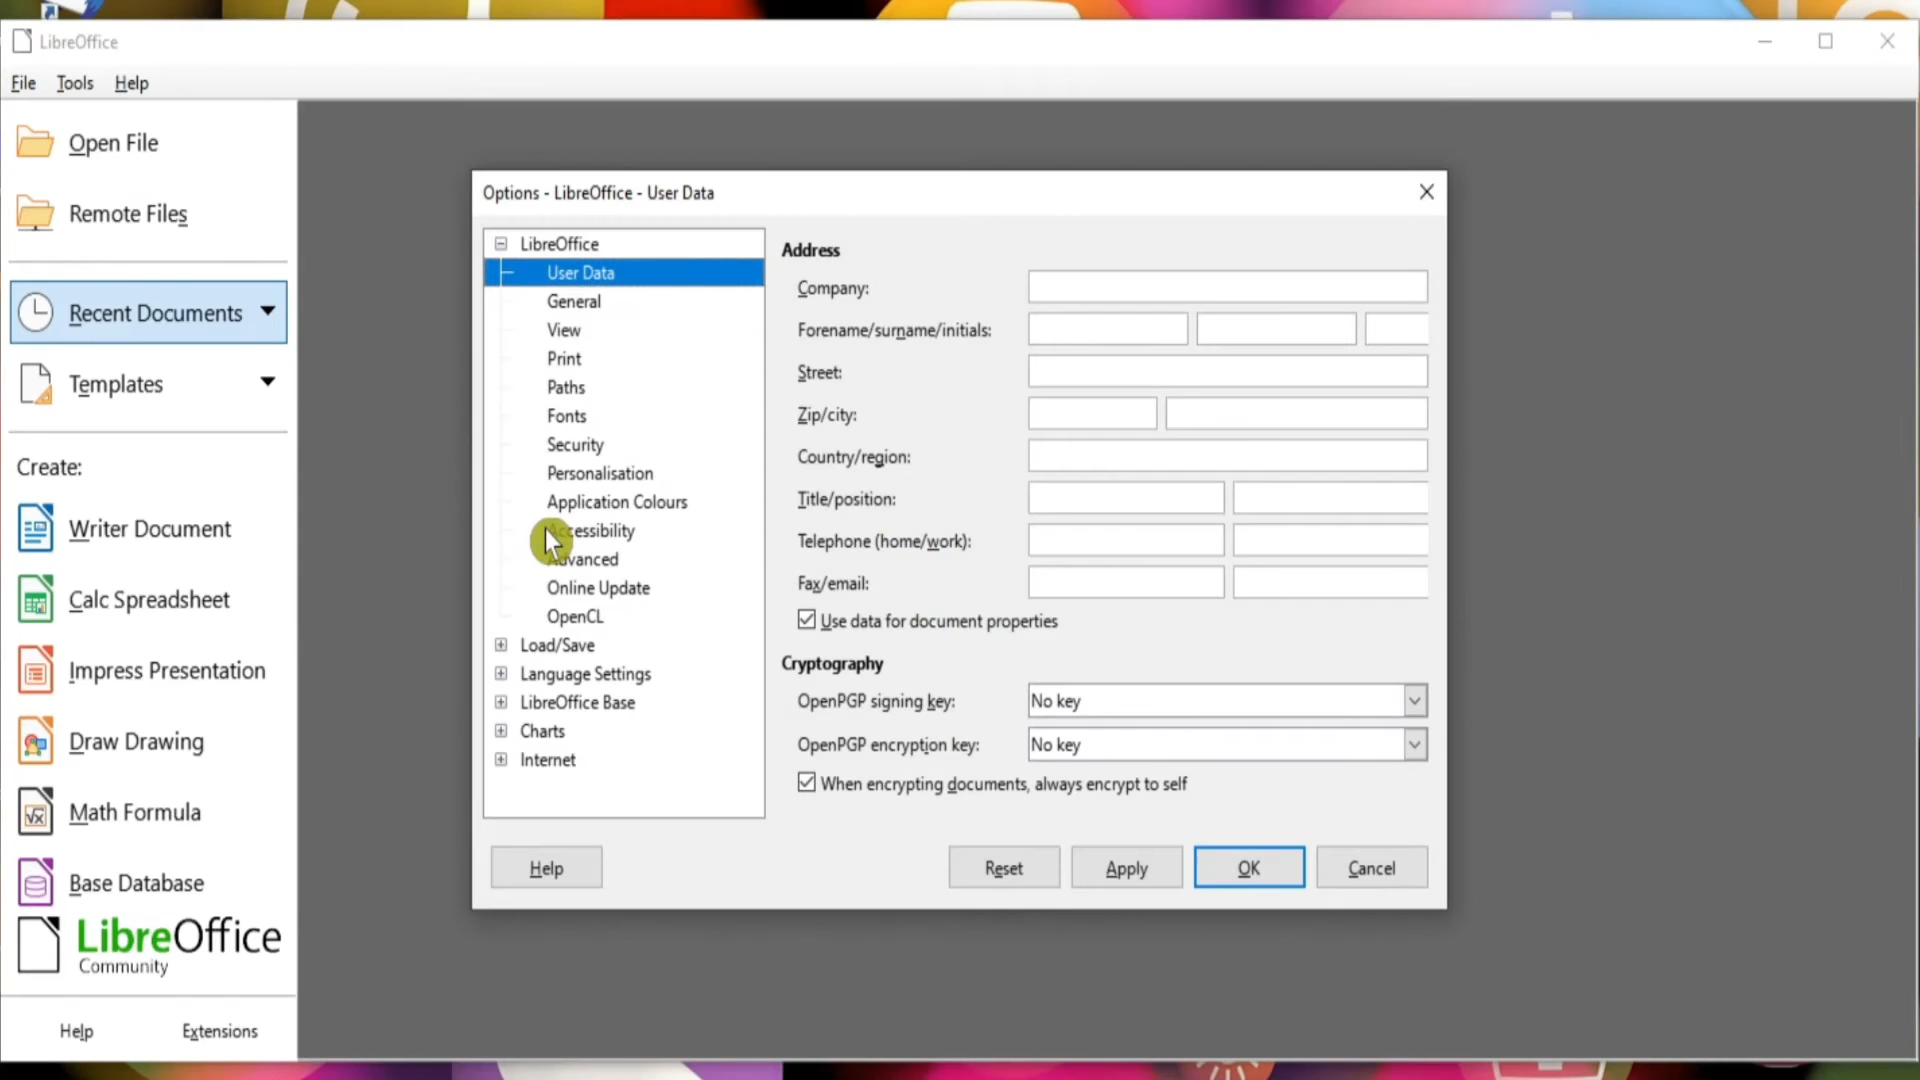 LibreOffice
File Tools Help
Open File
Remote Files
Recent Documents
Templates
Create:
Writer Document
Calc Spreadsheet
Impress Presentation
Draw Drawing
Math Formula
Base Database
LibreOffice
Community
Help Extensions
Options - LibreOffice - User Data
LibreOffice
User Data
General
View
Print
Paths
Fonts
Security
Personalisation
Application Colours
Accessibility
Advanced
Online Update
OpenCL
Load/Save
Language Settings
LibreOffice Base
Charts
Internet
Address
Company:
Forename/surname/initials:
Street:
Zip/city:
Country/region:
Title/position:
Telephone (home/work):
Fax/email:
Use data for document properties
Cryptography
OpenPGP signing key: No key
OpenPGP encryption key: No key
When encrypting documents, always encrypt to self
Help Reset Apply OK Cancel